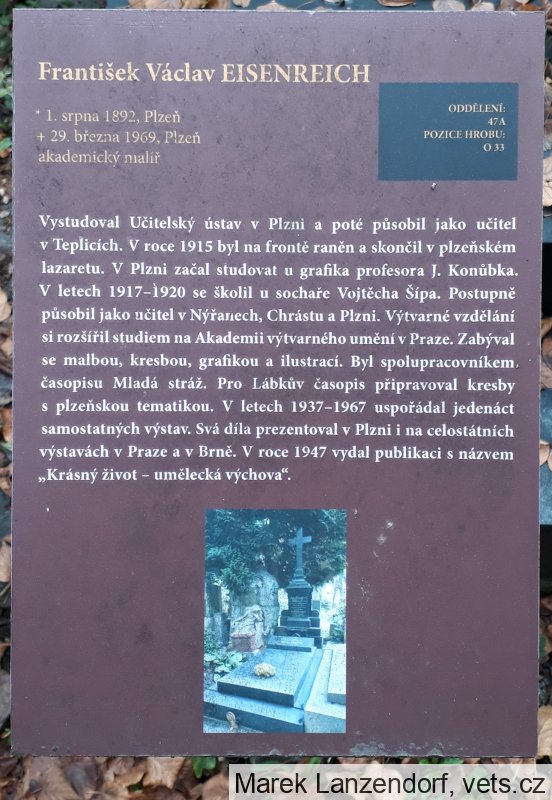 František Václav EISENREICH
* 1. srpna 1892, Plzeň
+ 29. března 1969, Plzeň
akademický malíř
ODDĚLENÍ:
47A
POZICE HROBU:
O 33
Vystudoval Učitelský ústav v Plzni a poté působil jako učitel
v Teplicích. V roce 1915 byl na frontě raněn a skončil v plzeňském
lazaretu. V Plzni začal studovat u grafika profesora J. Konůbka.
V letech 1917–1920 se školil u sochaře Vojtěcha Šípa. Postupně
působil jako učitel v Nýřanech, Chrástu a Plzni. Výtvarné vzdělání
si rozšířil studiem na Akademii výtvarného umění v Praze. Zabýval
se malbou, kresbou, grafikou a ilustrací. Byl spolupracovníkem
časopisu Mladá stráž. Pro Lábkův časopis připravoval kresby
s plzeňskou tematikou. V letech 1937–1967 uspořádal jedenáct
samostatných výstav. Svá díla prezentoval v Plzni i na celostátních
výstavách v Praze a v Brně. V roce 1947 vydal publikaci s názvem
„Krásný život – umělecká výchova“.
Marek Lanzendorf, vets.cz